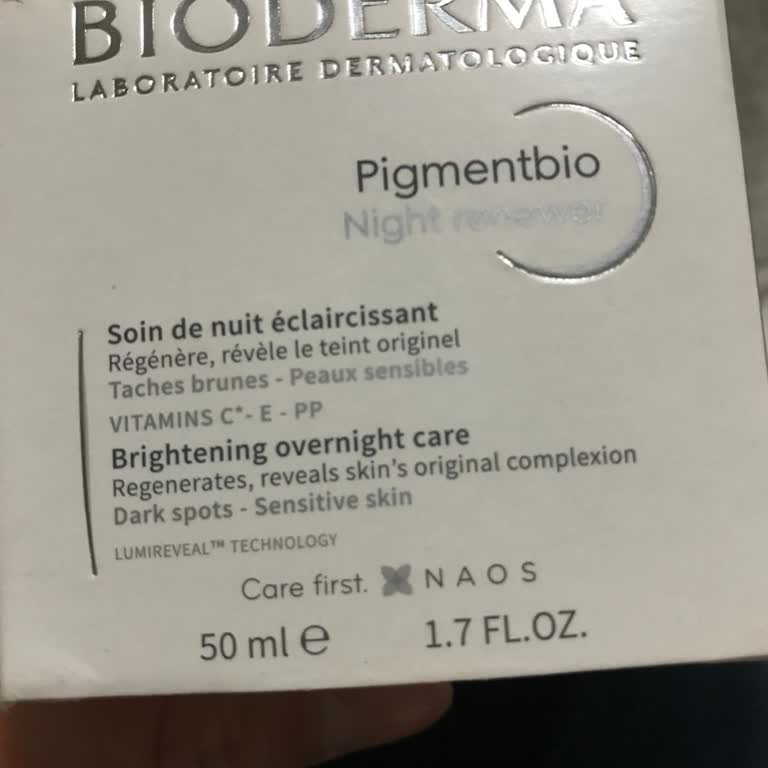 BIODERMA
LABORATOIRE DERMATOLOGIQUE
Pigmentbio
Night renewer
Soin de nuit éclaircissant
Régénère, révèle le teint originel
Taches brunes - Peaux sensibles
VITAMINS C*- E - PP
Brightening overnight care
Regenerates, reveals skin's original complexion
Dark spots - Sensitive skin
LUMIREVEAL™ TECHNOLOGY
Care first. NAOS
50 ml e 1.7 FL.OZ.